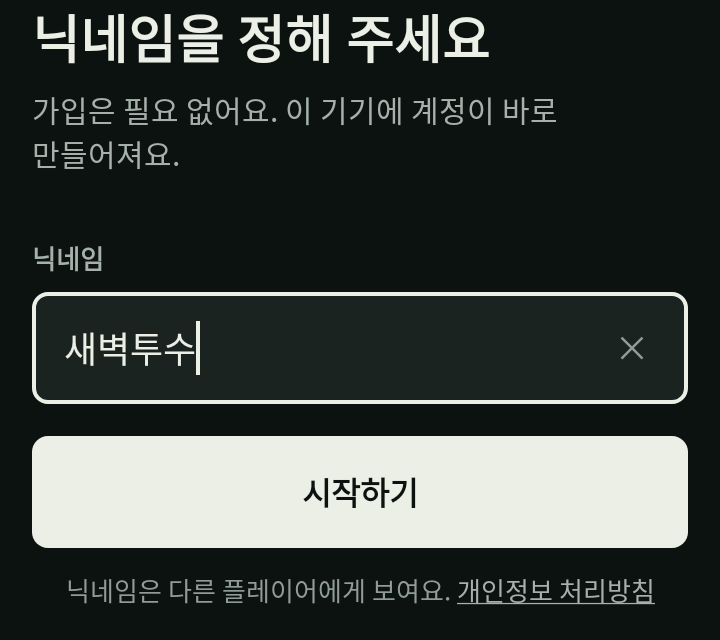 닉네임을 정해 주세요
가입은 필요 없어요. 이 기기에 계정이 바로
만들어져요.
닉네임
새벽투수
시작하기
닉네임은 다른 플레이어에게 보여요. 개인정보 처리방침